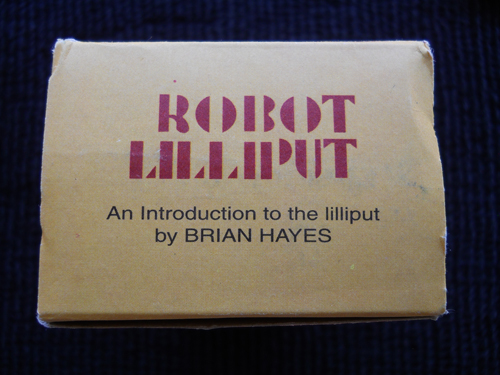 ROBOT
LILLIPUT
An Introduction to the lilliput
by BRIAN HAYES